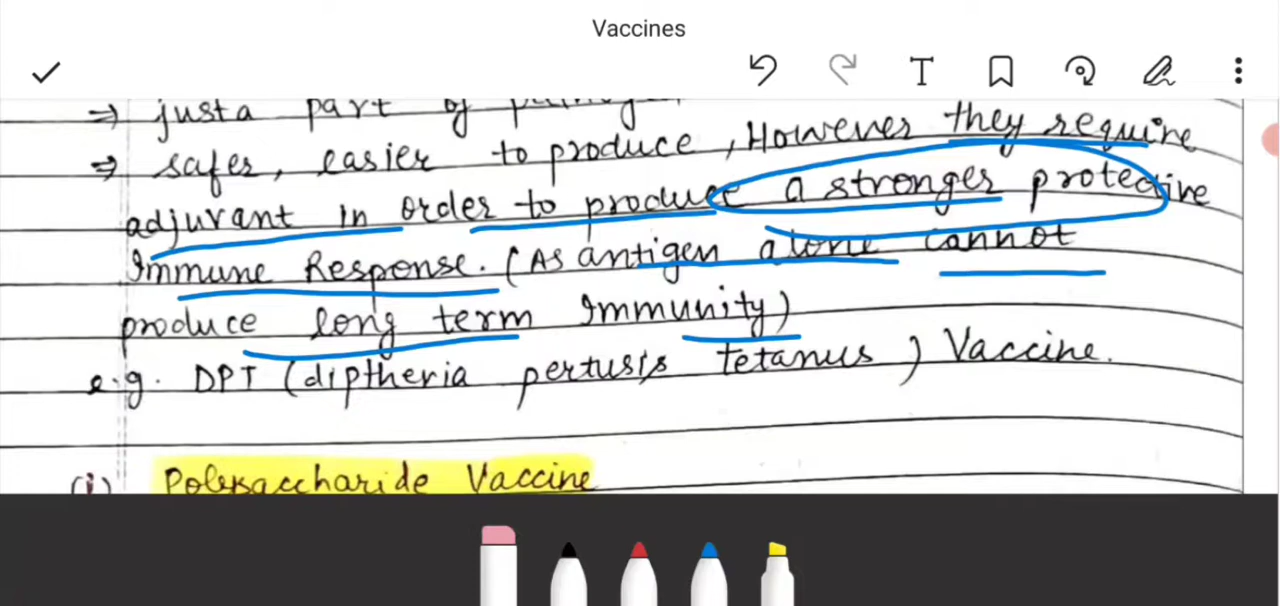 Vaccines
⇒ justa part of
⇒ safer, easier to produce, However they require
adjuvant in order to produce a stronger protective
Immune Response. (As antigen alone cannot
produce long term Immunity)
e.g. DPT (diptheria pertusis tetanus) Vaccine.
(i) Polysaccharide Vaccine